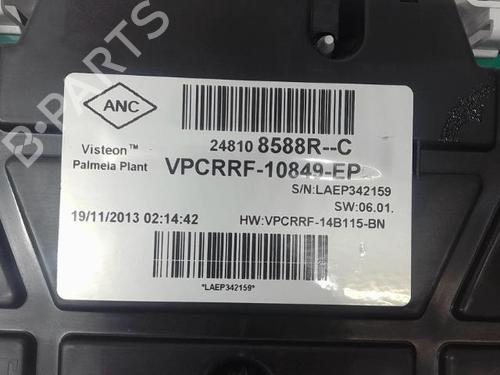 B-PARTS
ANC
Visteon™
Palmela Plant
24810 8588R--C
VPCRRF-10849-EP
S/N:LAEP342159
SW:06.01.
19/11/2013 02:14:42
HW:VPCRRF-14B115-BN
*LAEP342159*